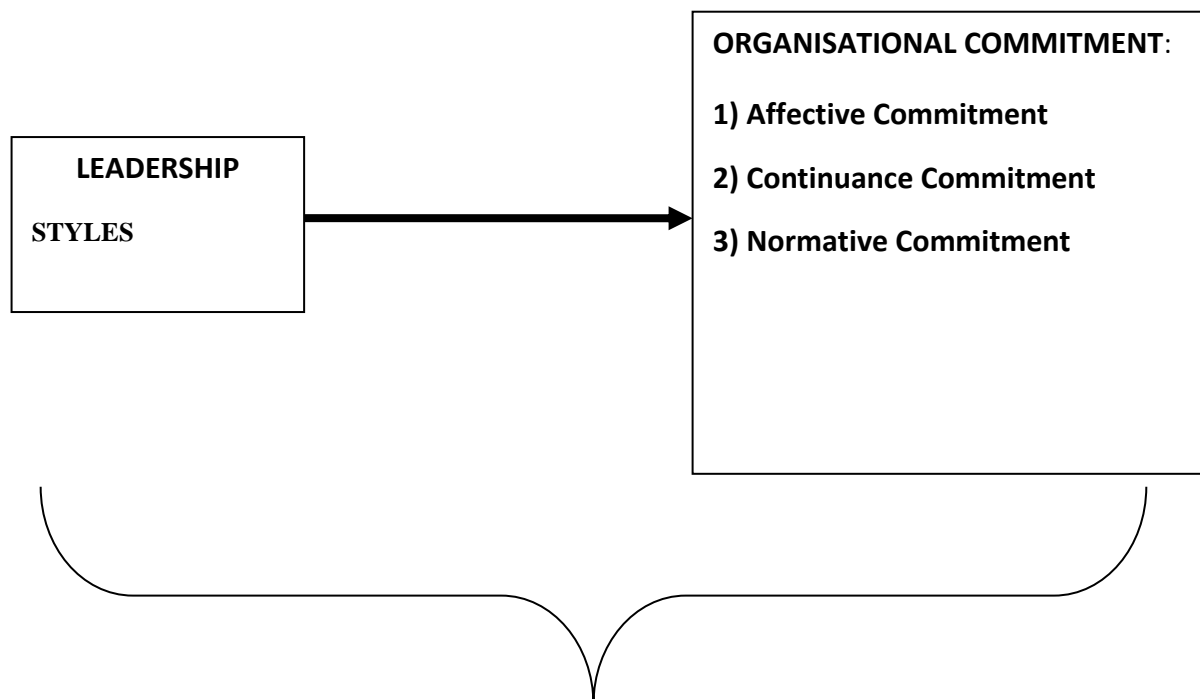 LEADERSHIP
STYLES
ORGANISATIONAL COMMITMENT:
1) Affective Commitment
2) Continuance Commitment
3) Normative Commitment